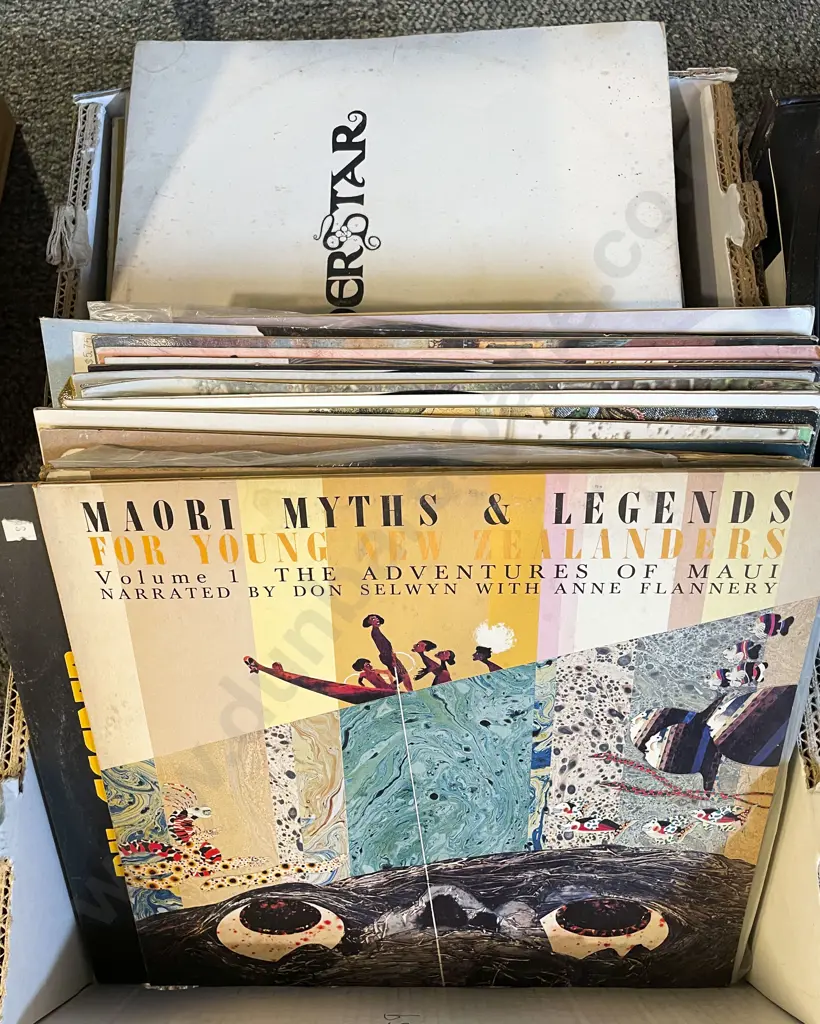 DERSTAR
MAORI MYTHS & LEGENDS
FOR YOUNG NEW ZEALANDERS
Volume 1 THE ADVENTURES OF MAUI
NARRATED BY DON SELWYN WITH ANNE FLANNERY